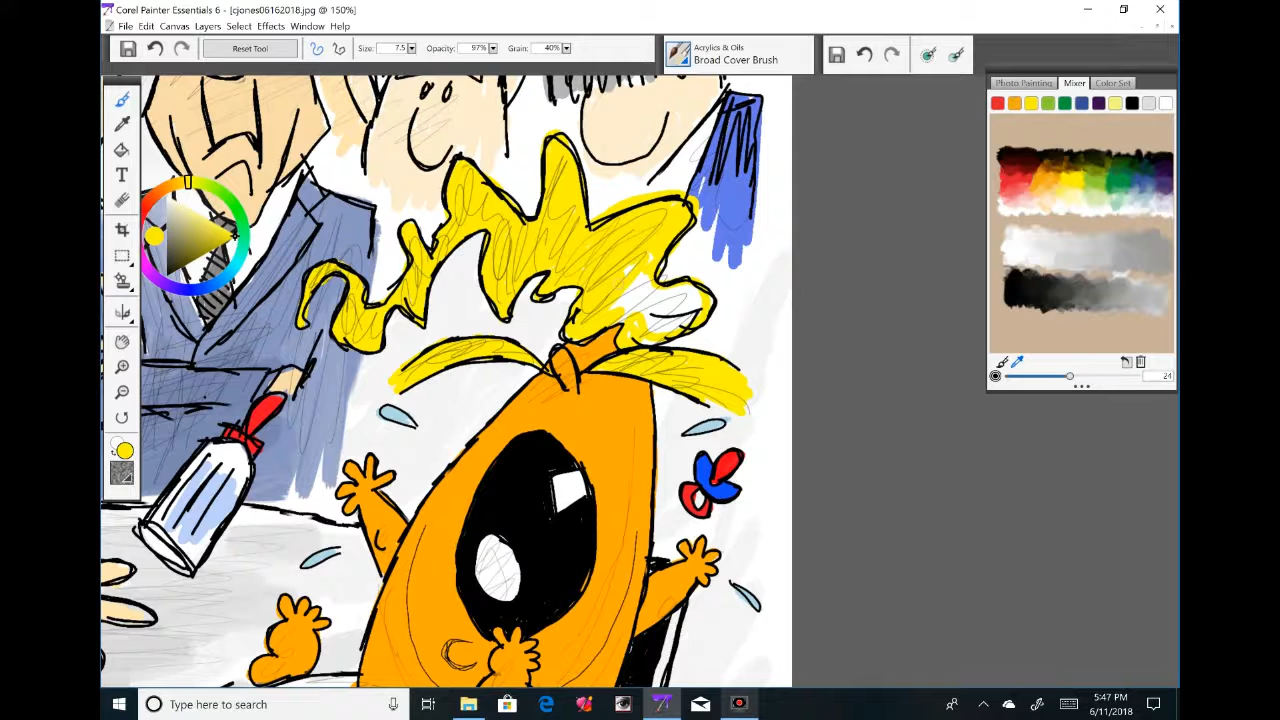 Corel Painter Essentials 6 - [cjones06162018.jpg @ 150%]
File Edit Canvas Layers Select Effects Window Help
Reset Tool Size: 7.5 Opacity: 97% Grain: 40%
Acrylics & Oils
Broad Cover Brush
Photo Painting Mixer Color Set
24
Type here to search
5:47 PM
6/11/2018